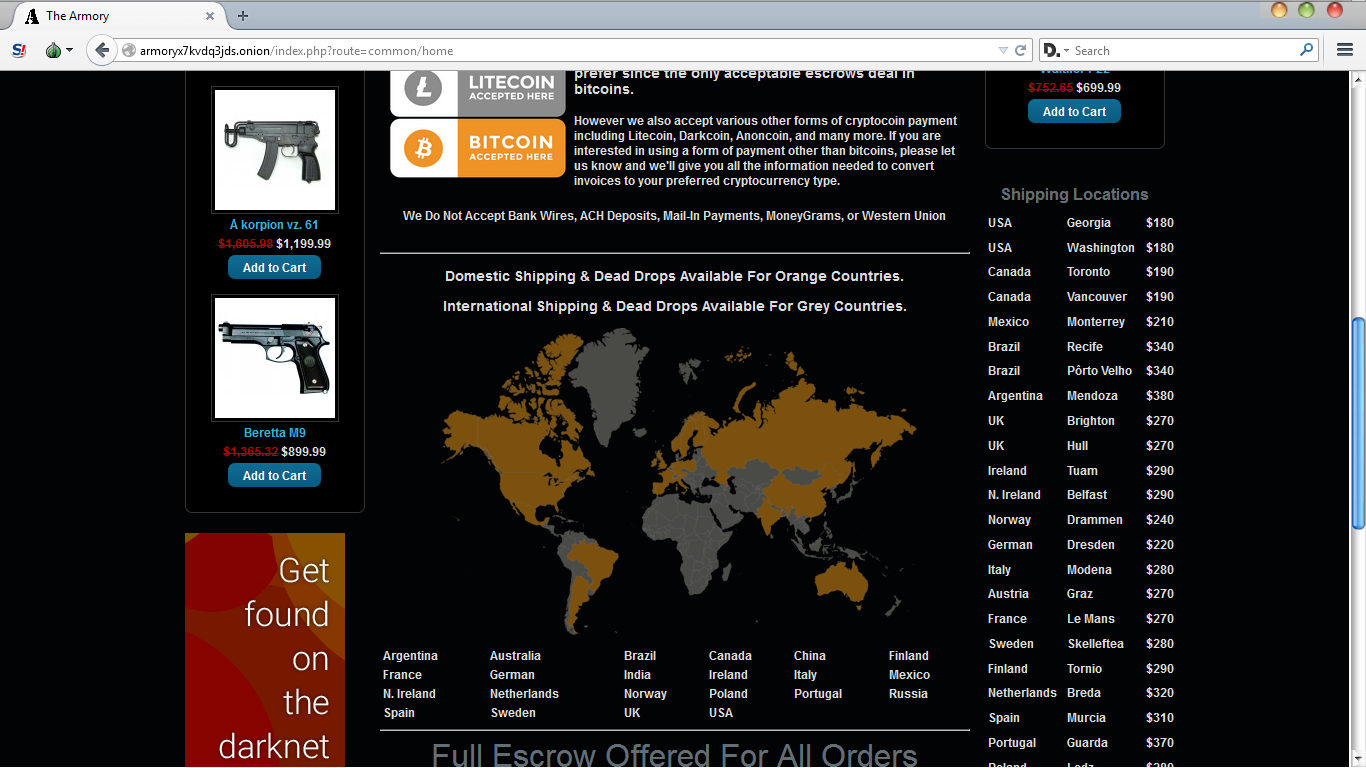 The Armory
armoryx7kvdq3jds.onion/index.php?route=common/home
Search
A korpion vz. 61
$1,605.98 $1,199.99
Add to Cart
Beretta M9
$1,365.32 $899.99
Add to Cart
Get
found
on
the
darknet
LITECOIN
ACCEPTED HERE
BITCOIN
ACCEPTED HERE
prefer since the only acceptable escrows deal in
bitcoins.
However we also accept various other forms of cryptocoin payment
including Litecoin, Darkcoin, Anoncoin, and many more. If you are
interested in using a form of payment other than bitcoins, please let
us know and we'll give you all the information needed to convert
invoices to your preferred cryptocurrency type.
We Do Not Accept Bank Wires, ACH Deposits, Mail-In Payments, MoneyGrams, or Western Union
Domestic Shipping & Dead Drops Available For Orange Countries.
International Shipping & Dead Drops Available For Grey Countries.
Argentina Australia Brazil Canada China Finland
France German India Ireland Italy Mexico
N. Ireland Netherlands Norway Poland Portugal Russia
Spain Sweden UK USA
Full Escrow Offered For All Orders
$752.65 $699.99
Add to Cart
Shipping Locations
USA Georgia $180
USA Washington $180
Canada Toronto $190
Canada Vancouver $190
Mexico Monterrey $210
Brazil Recife $340
Brazil Pôrto Velho $340
Argentina Mendoza $380
UK Brighton $270
UK Hull $270
Ireland Tuam $290
N. Ireland Belfast $290
Norway Drammen $240
German Dresden $220
Italy Modena $280
Austria Graz $270
France Le Mans $270
Sweden Skelleftea $280
Finland Tornio $290
Netherlands Breda $320
Spain Murcia $310
Portugal Guarda $370